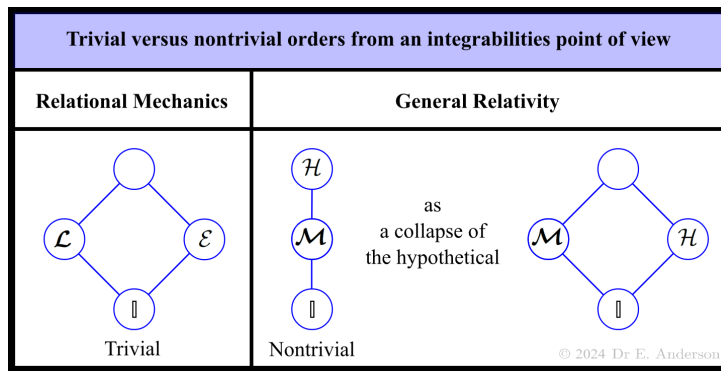 Trivial versus nontrivial orders from an integrabilities point of view
Relational Mechanics
General Relativity
𝓛
ℰ
Trivial
ℋ
𝓜
Nontrivial
as
a collapse of
the hypothetical
𝓜
ℋ
© 2024 Dr E. Anderson